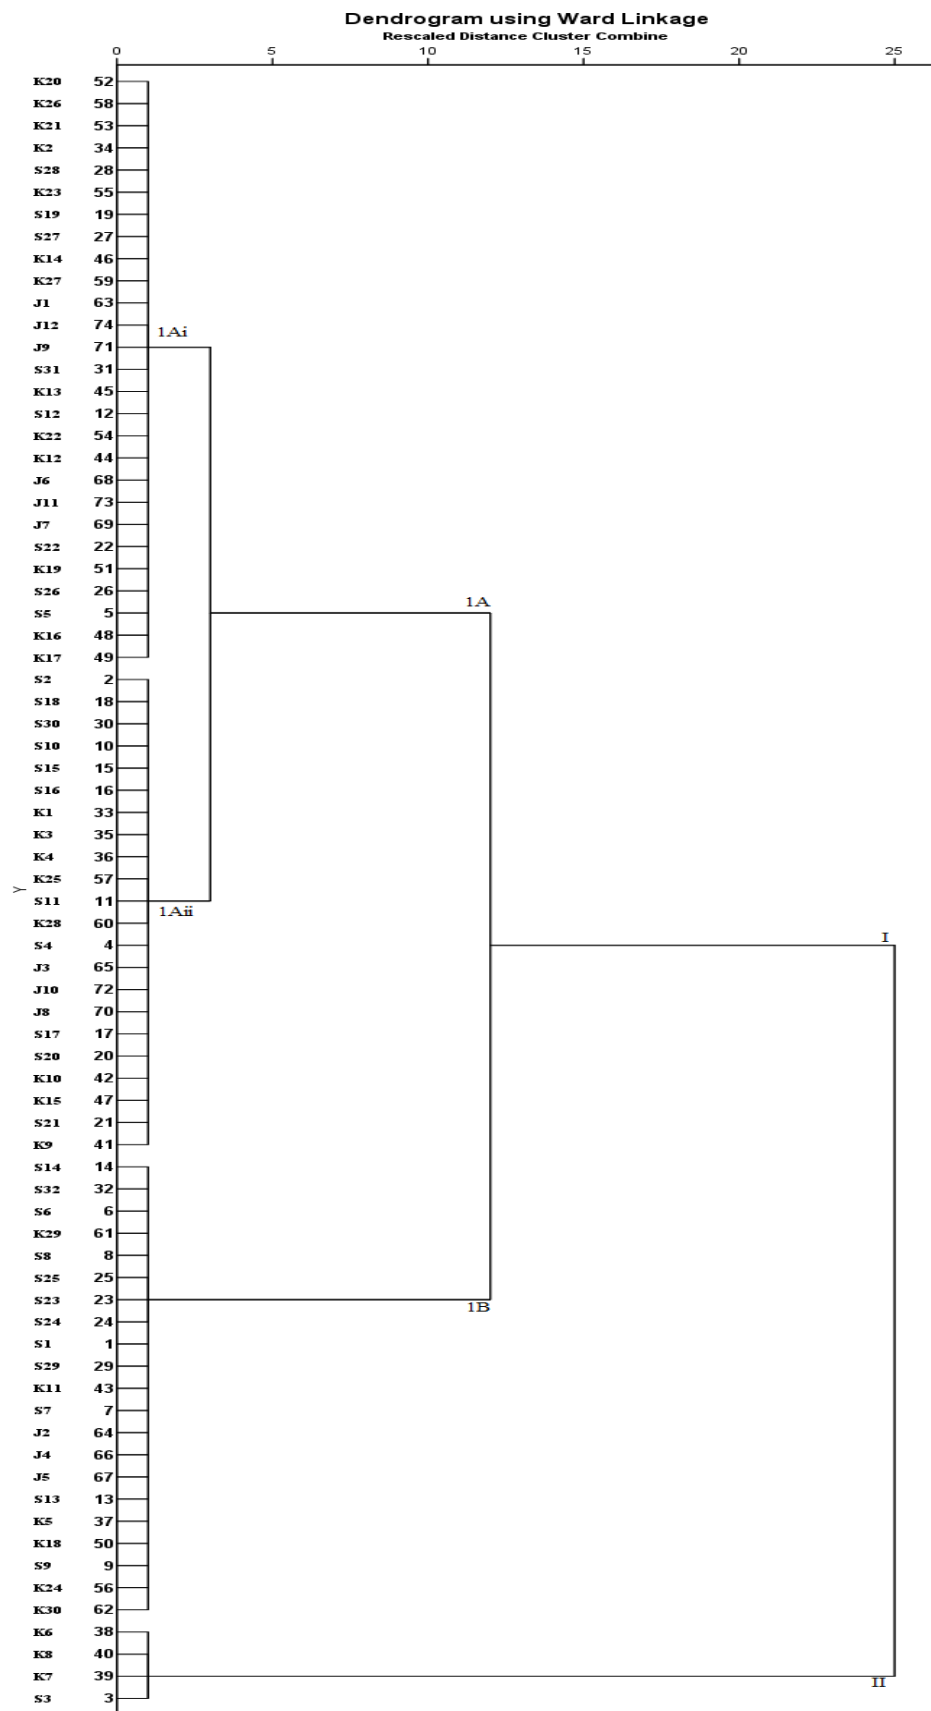 Dendrogram using Ward Linkage
Rescaled Distance Cluster Combine
0 5 10 15 20 25
K20 52
K26 58
K21 53
K2 34
S28 28
K23 55
S19 19
S27 27
K14 46
K27 59
J1 63
J12 74
1Ai
J9 71
S31 31
K13 45
S12 12
K22 54
K12 44
J6 68
J11 73
J7 69
S22 22
K19 51
S26 26
1A
S5 5
K16 48
K17 49
S2 2
S18 18
S30 30
S10 10
S15 15
S16 16
K1 33
K3 35
K4 36
K25 57
Y
S11 11
1Aii
K28 60
I
S4 4
J3 65
J10 72
J8 70
S17 17
S20 20
K10 42
K15 47
S21 21
K9 41
S14 14
S32 32
S6 6
K29 61
S8 8
S25 25
S23 23
1B
S24 24
S1 1
S29 29
K11 43
S7 7
J2 64
J4 66
J5 67
S13 13
K5 37
K18 50
S9 9
K24 56
K30 62
K6 38
K8 40
K7 39
II
S3 3